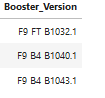 Booster_Version
F9 FT B1032.1
F9 B4 B1040.1
F9 B4 B1043.1